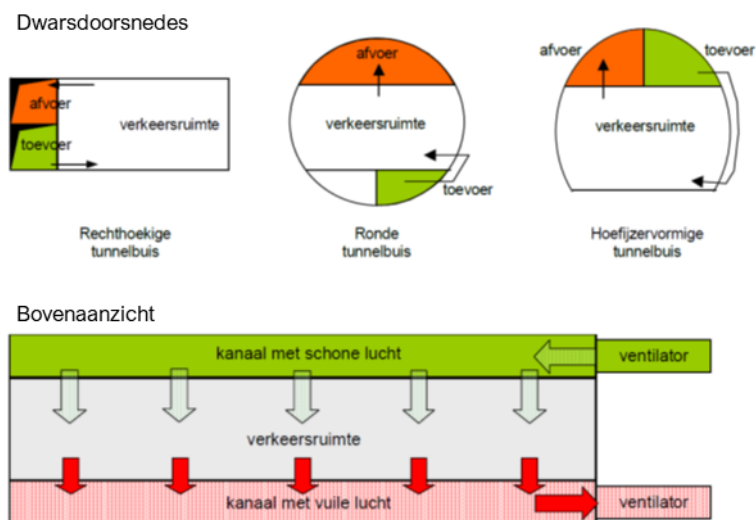 Dwarsdoorsnedes
afvoer
toevoer
verkeersruimte
Rechthoekige
tunnelbuis
afvoer
verkeersruimte
toevoer
Ronde
tunnelbuis
afvoer
toevoer
verkeersruimte
Hoefijzervormige
tunnelbuis
Bovenaanzicht
kanaal met schone lucht
ventilator
verkeersruimte
kanaal met vuile lucht
ventilator